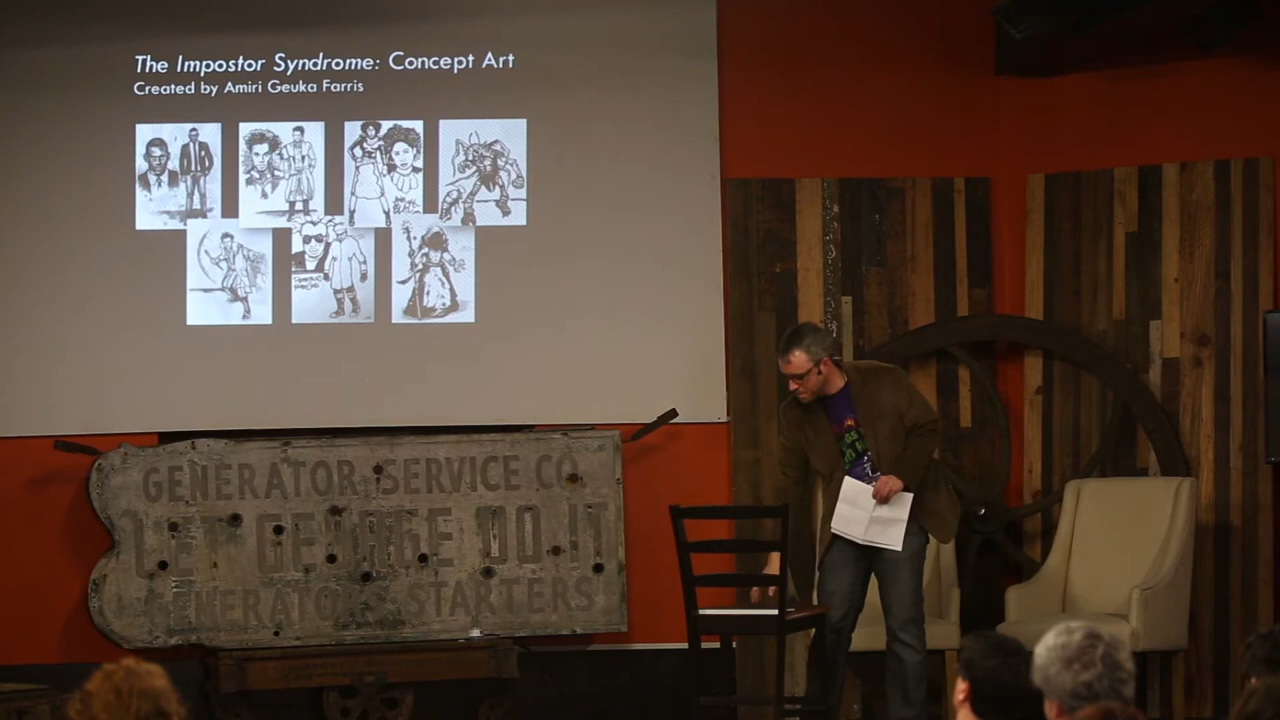 The Impostor Syndrome: Concept Art
Created by Amiri Geuka Farris
GENERATOR SERVICE CO.
LET GEORGE DO IT
GENERATORS STARTERS